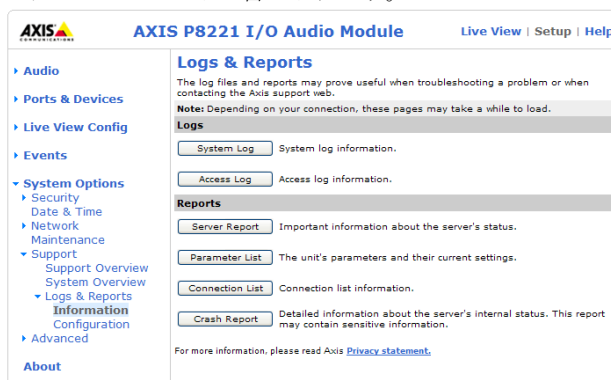 AXIS
COMMUNICATIONS
AXIS P8221 I/O Audio Module
Live View | Setup | Help
Audio
Ports & Devices
Live View Config
Events
System Options
Security
Date & Time
Network
Maintenance
Support
Support Overview
System Overview
Logs & Reports
Information
Configuration
Advanced
About
Logs & Reports
The log files and reports may prove useful when troubleshooting a problem or when
contacting the Axis support web.
Note: Depending on your connection, these pages may take a while to load.
Logs
System Log System log information.
Access Log Access log information.
Reports
Server Report Important information about the server's status.
Parameter List The unit's parameters and their current settings.
Connection List Connection list information.
Crash Report Detailed information about the server's internal status. This report
may contain sensitive information.
For more information, please read Axis Privacy statement.